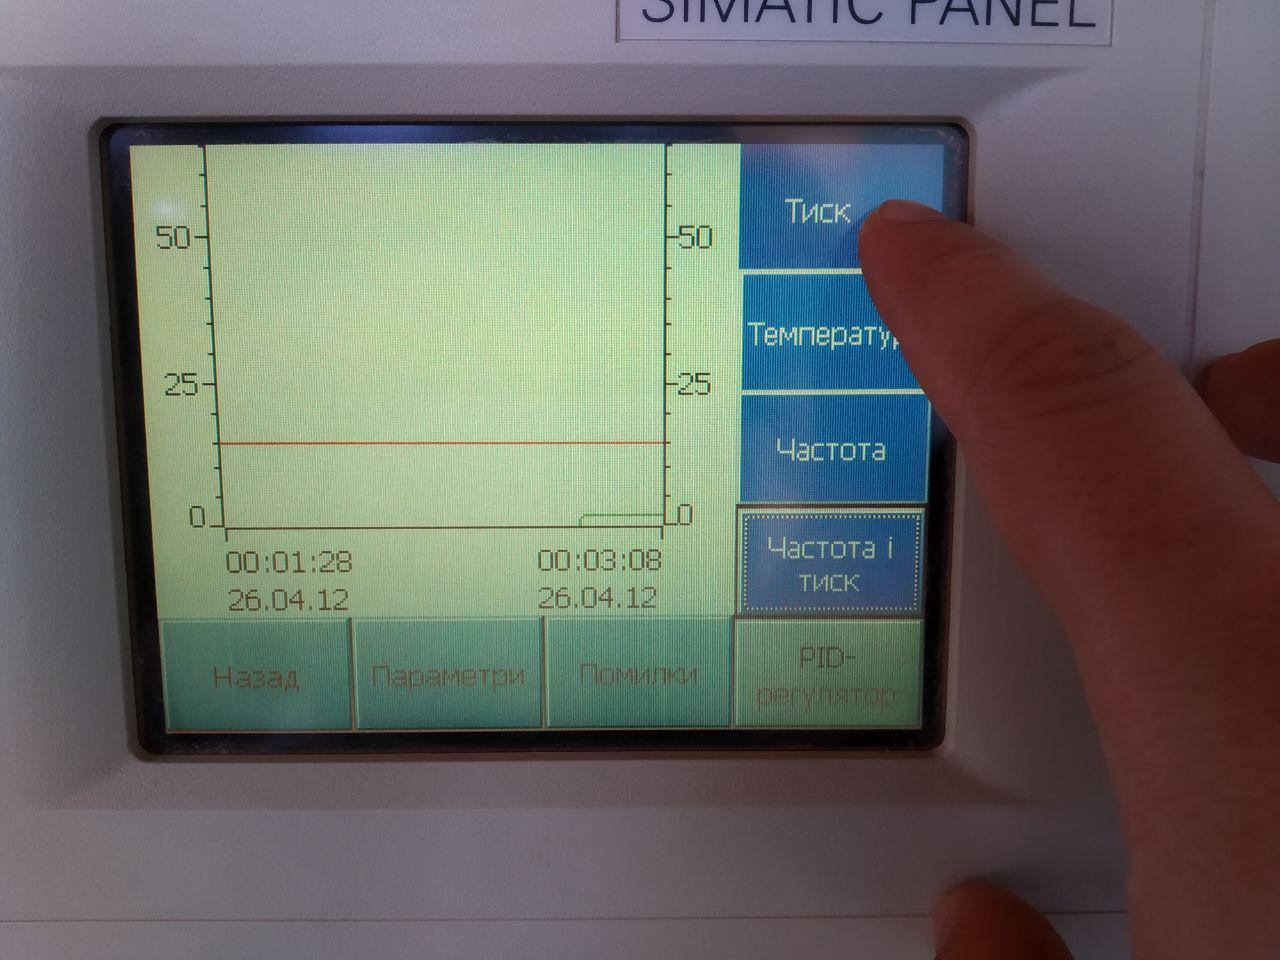 SIMATIC PANEL
50
50
25
25
0
0
00:01:28
00:03:08
26.04.12
26.04.12
Тиск
Частота
Частота і
тиск
Назад
Параметри
Помилки
PID-
регулятор